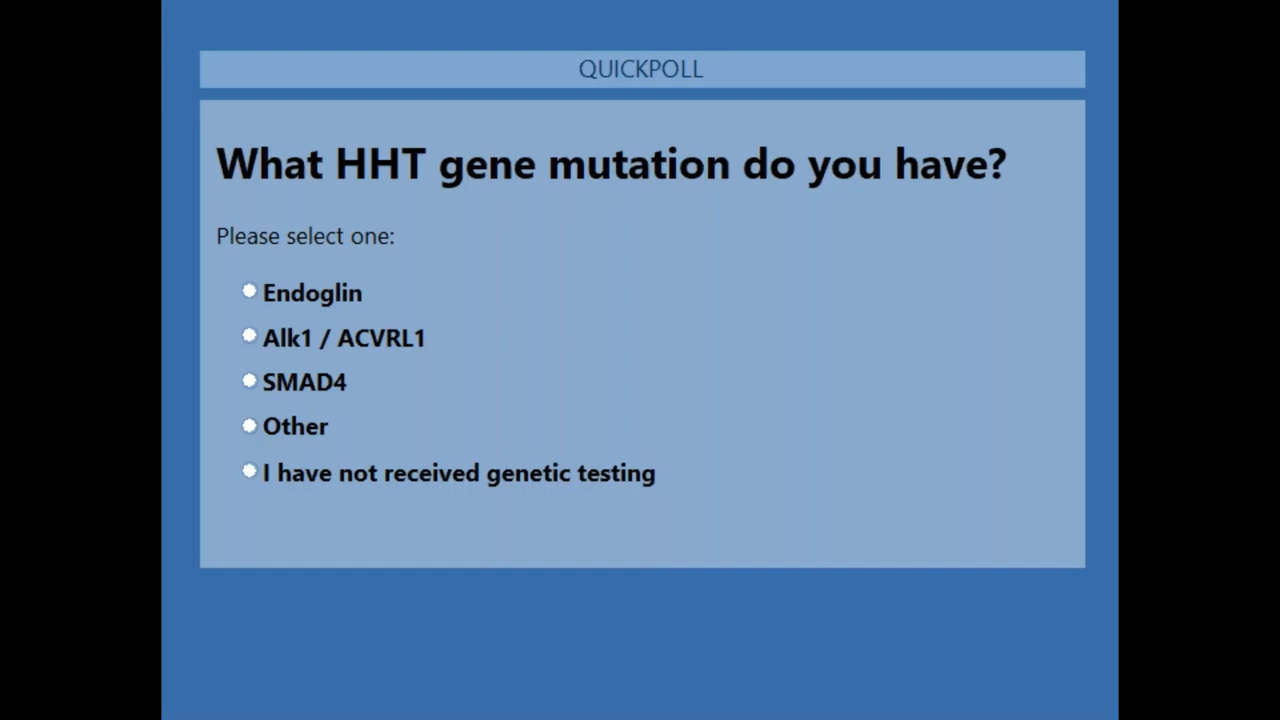 QUICKPOLL
What HHT gene mutation do you have?
Please select one:
Endoglin
Alk1 / ACVRL1
SMAD4
Other
I have not received genetic testing